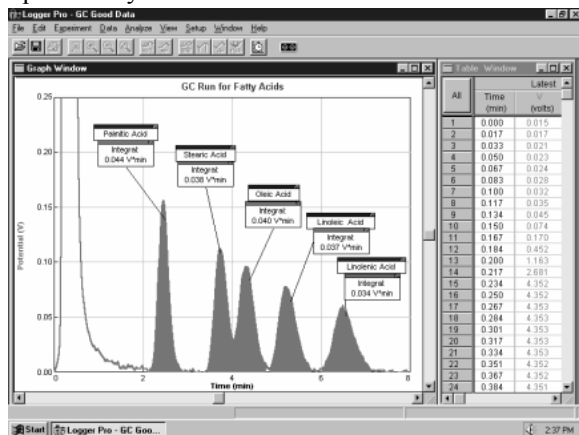 Logger Pro - GC Good Data
File Edit Experiment Data Analyze View Setup Window Help
Graph Window
GC Run for Fatty Acids
0.25
0.20
0.15
0.10
0.05
0.00
Potential (V)
Palmitic Acid
Integral:
0.044 V*min
Stearic Acid
Integral:
0.038 V*min
Oleic Acid
Integral:
0.040 V*min
Linoleic Acid
Integral:
0.037 V*min
Linolenic Acid
Integral:
0.034 V*min
0 2 4 6 8
Time (min)
Table Window
Latest
All Time V
(min) (volts)
1 0.000 0.015
2 0.017 0.017
3 0.033 0.021
4 0.050 0.023
5 0.067 0.024
6 0.083 0.028
7 0.100 0.032
8 0.117 0.035
9 0.134 0.045
10 0.150 0.074
11 0.167 0.170
12 0.184 0.452
13 0.200 1.163
14 0.217 2.681
15 0.234 4.352
16 0.250 4.352
17 0.267 4.353
18 0.284 4.353
19 0.301 4.353
20 0.317 4.353
21 0.334 4.353
22 0.351 4.352
23 0.367 4.352
24 0.384 4.351
Start Logger Pro - GC Goo... 2:37 PM